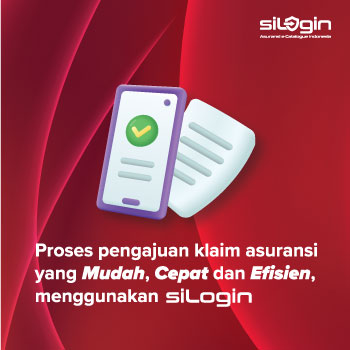 siLogin
Asuransi e-Catalogue Indonesia
Proses pengajuan klaim asuransi
yang Mudah, Cepat dan Efisien,
menggunakan siLogin